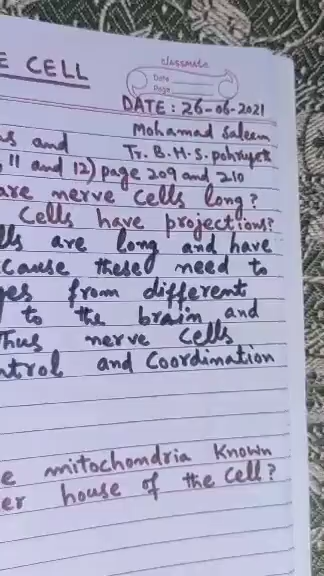 E CELL
classmate
Date
Page
DATE : 26-06-2021
as and Mohamad Saleem
Tr. B.H.S. pohrupet
, 11 and 12) page 209 and 210
are nerve cells long?
cells have projections?
lls are long and have
cause these need to
ges from different
to the brain and
Thus nerve cells
ntrol and Coordination
e mitochondria known
er house of the cell?